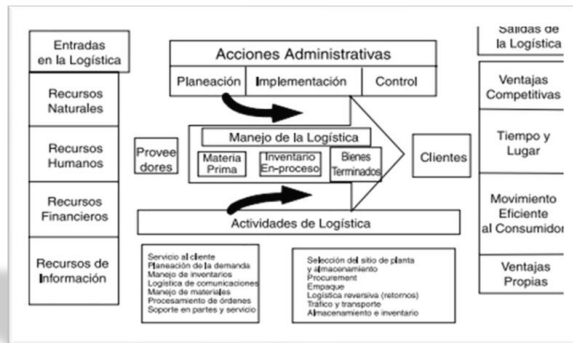 Entradas
en la Logística
Recursos
Naturales
Recursos
Humanos
Recursos
Financieros
Recursos de
Información
Acciones Administrativas
Planeación
Implementación
Control
Provee
dores
Manejo de la Logística
Materia
Prima
Inventario
En-proceso
Bienes
Terminados
Clientes
Actividades de Logística
Servicio al cliente
Planeación de la demanda
Manejo de inventarios
Logística de comunicaciones
Manejo de materiales
Procesamiento de órdenes
Soporte en partes y servicio
Selección del sitio de planta
y almacenamiento
Procurement
Empaque
Logística reversiva (retornos)
Tráfico y transporte
Almacenamiento e inventario
Salidas de
la Logística
Ventajas
Competitivas
Tiempo y
Lugar
Movimiento
Eficiente
al Consumidor
Ventajas
Propias